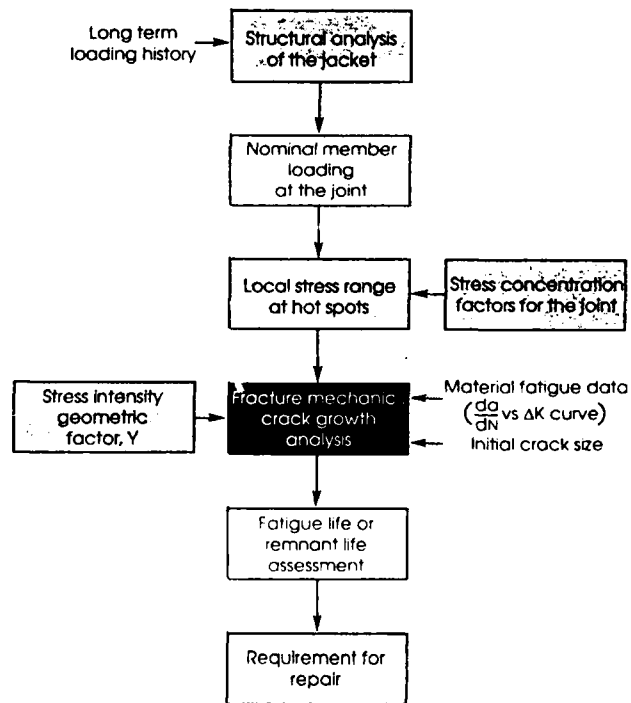 Long term
loading history
Structural analysis
of the jacket
Nominal member
loading
at the joint
Local stress range
at hot spots
Stress concentration
factors for the joint
Stress intensity
geometric
factor, Y
Fracture mechanic
crack growth
analysis
Material fatigue data
(da/dN vs ΔK curve)
Initial crack size
Fatigue life or
remnant life
assessment
Requirement for
repair